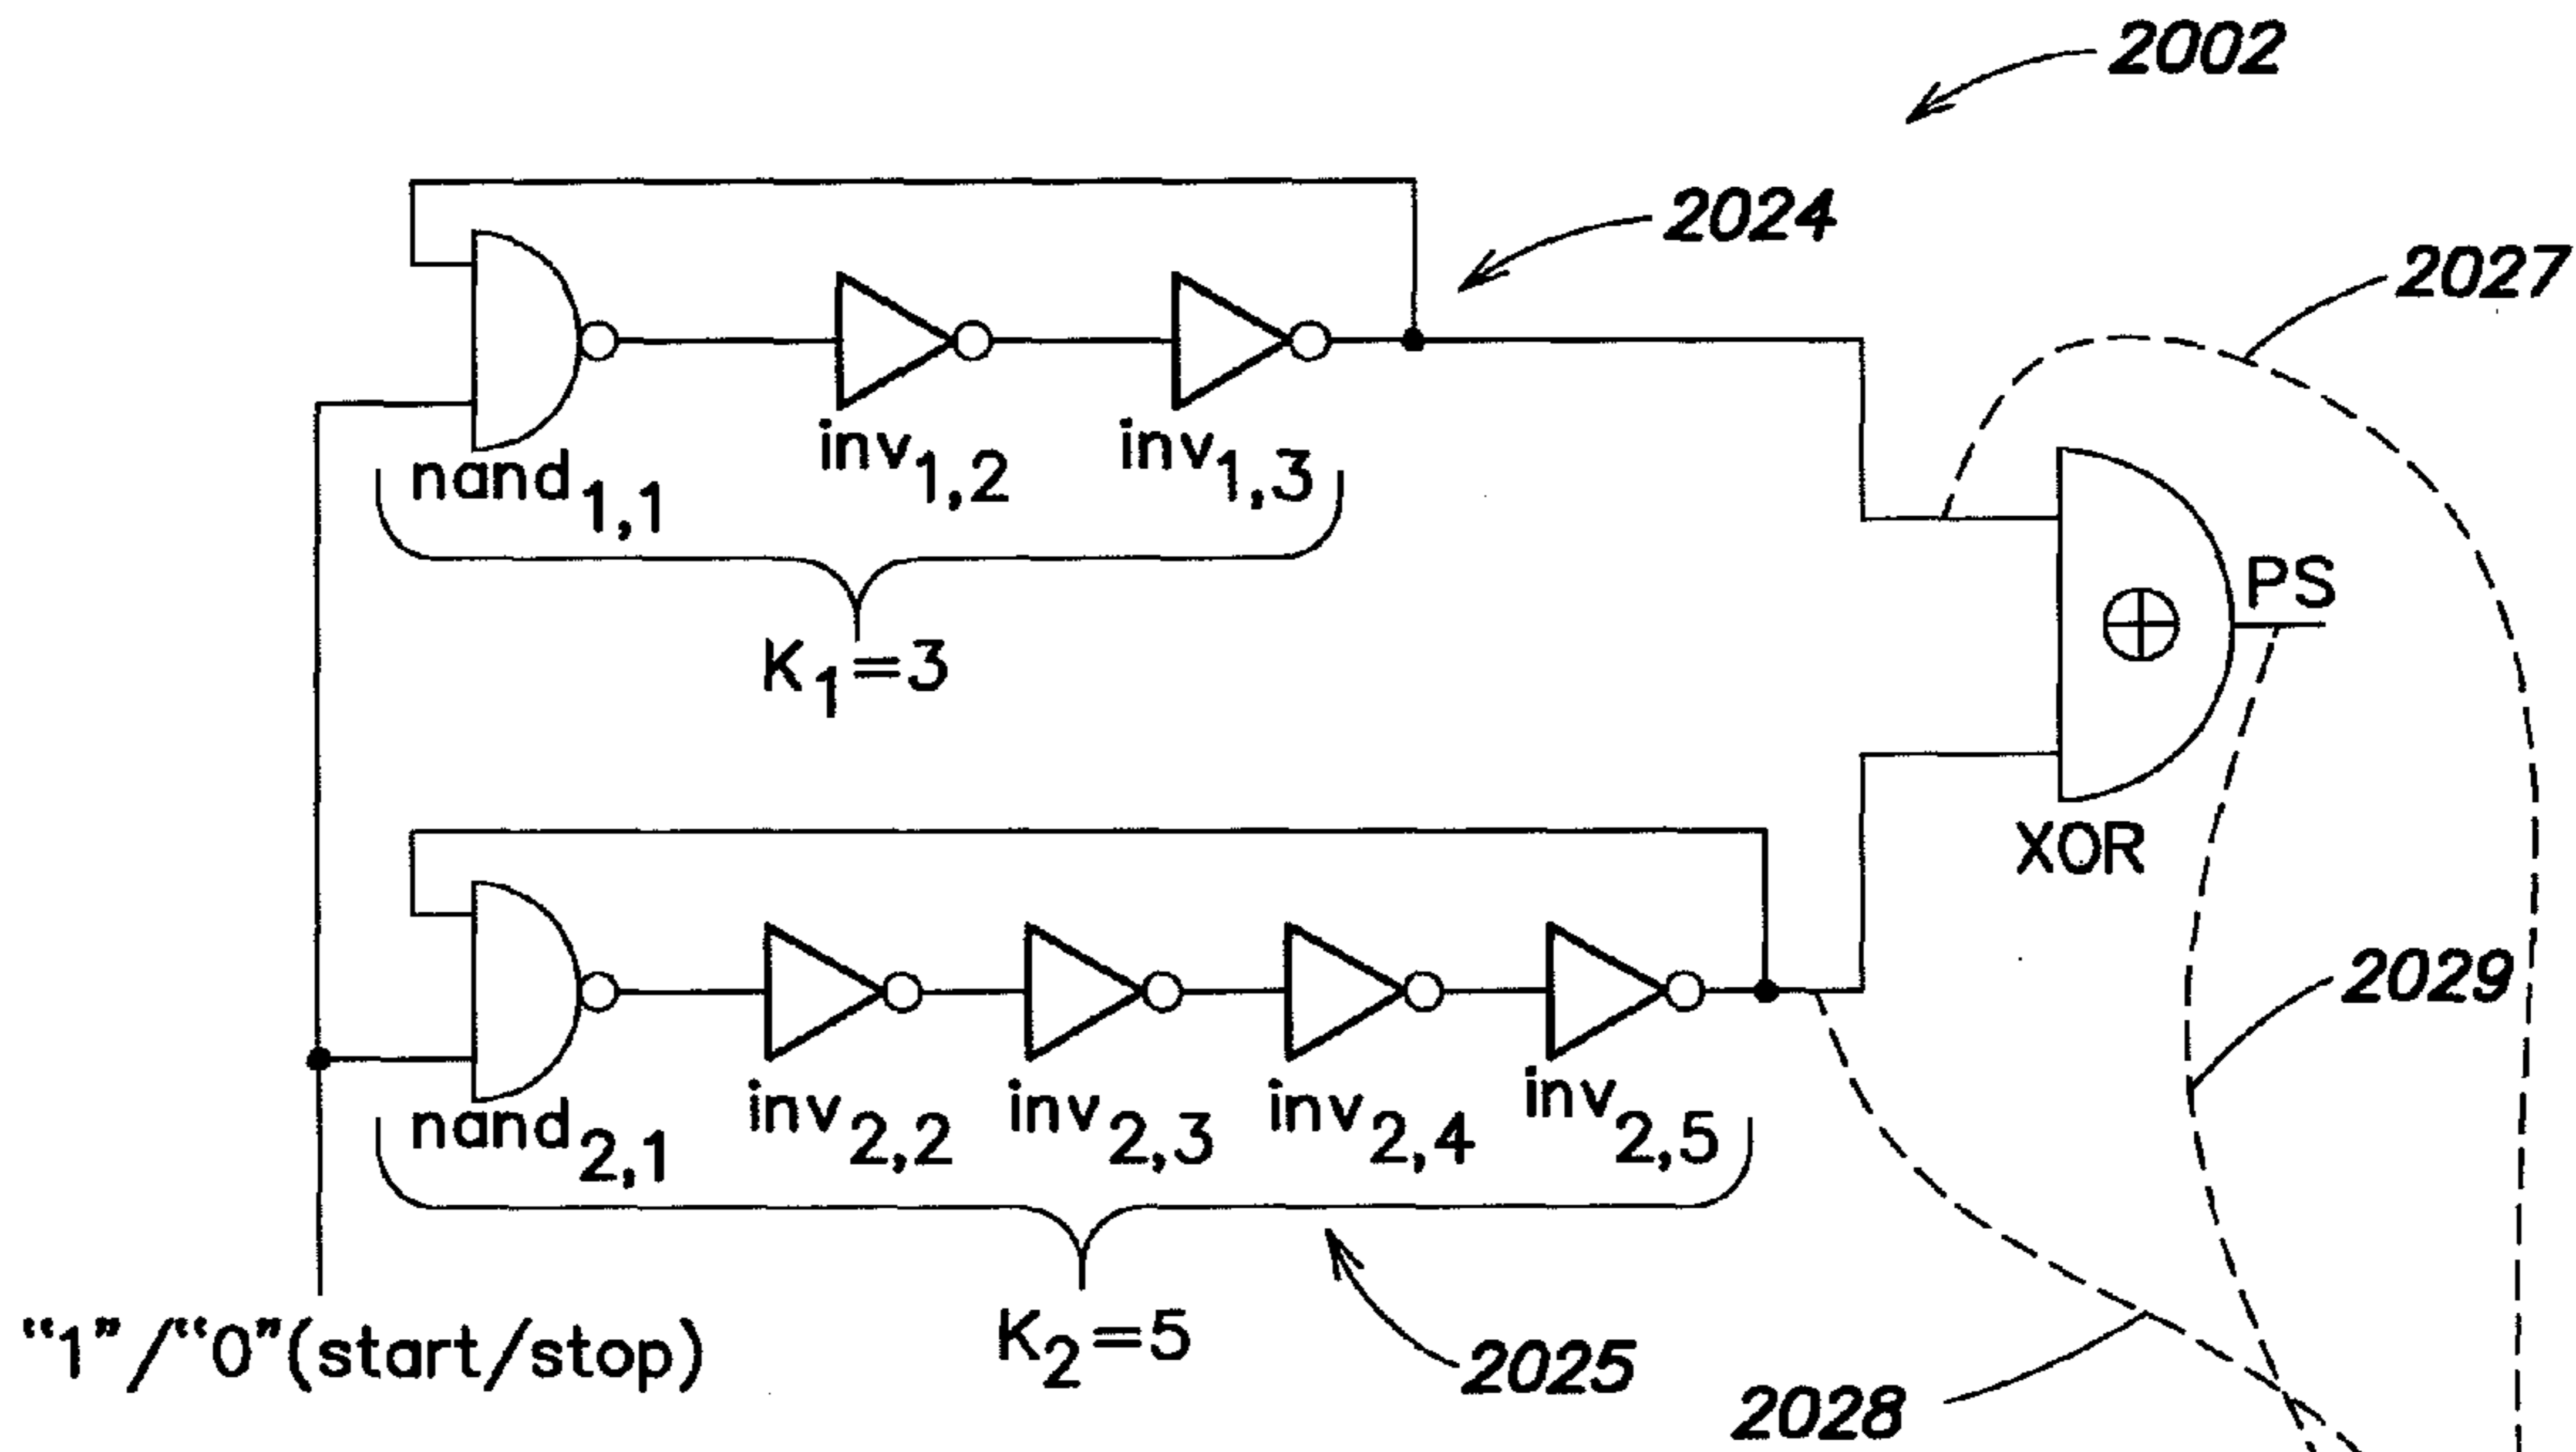 2002
2024
2027
nand1,1
inv1,2
inv1,3
K1=3
PS
XOR
2029
nand2,1
inv2,2
inv2,3
inv2,4
inv2,5
K2=5
2025
“1”/“0”(start/stop)
2028